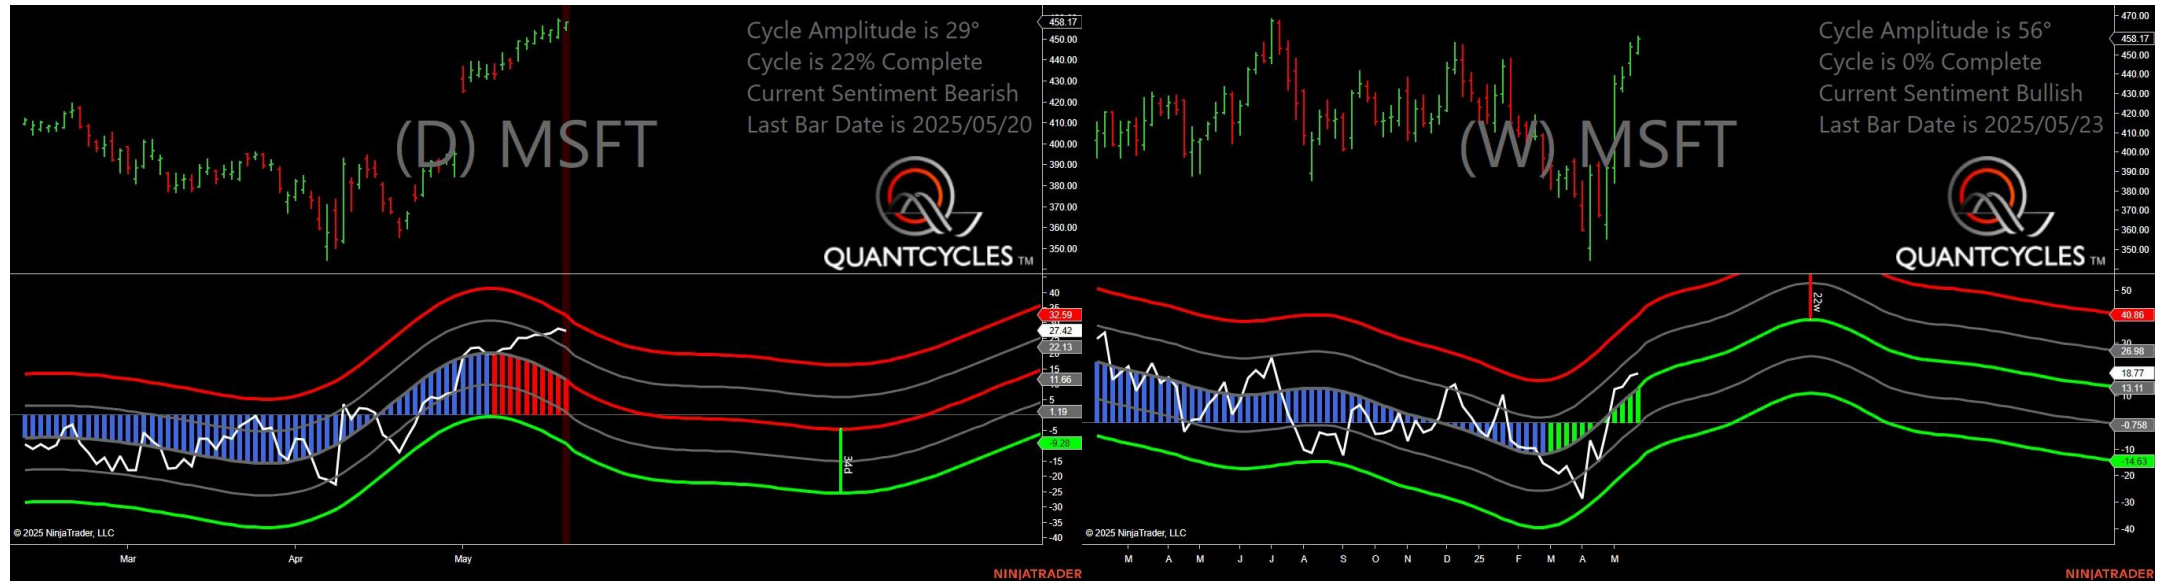 Cycle Amplitude is 29°
Cycle is 22% Complete
Current Sentiment Bearish
Last Bar Date is 2025/05/20
(D) MSFT
QUANTCYCLES TM
458.17
450.00
440.00
430.00
420.00
410.00
400.00
390.00
380.00
370.00
360.00
350.00
40
32.59
27.42
22.13
15
11.66
5
1.19
-5
-9.28
-15
-20
-25
-30
-35
-40
34d
© 2025 NinjaTrader, LLC
Mar Apr May
NINJATRADER
Cycle Amplitude is 56°
Cycle is 0% Complete
Current Sentiment Bullish
Last Bar Date is 2025/05/23
(W) MSFT
QUANTCYCLES TM
470.00
458.17
450.00
440.00
430.00
420.00
410.00
400.00
390.00
380.00
370.00
360.00
350.00
22w
50
40.86
30
26.98
18.77
13.11
10
-0.758
-10
-14.63
-20
-30
-40
© 2025 NinjaTrader, LLC
M A M J J A S O N D 25 F M A M
NINJATRADER